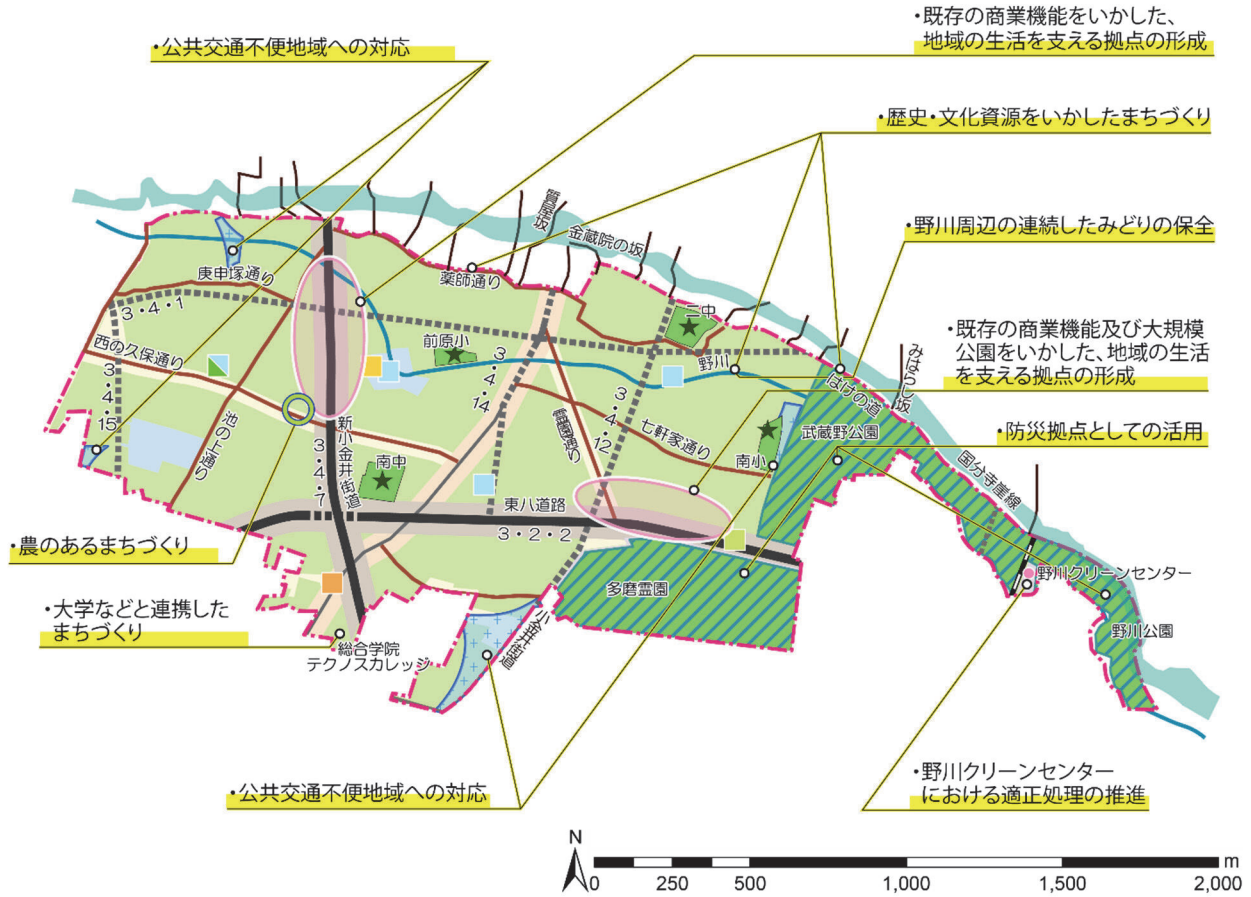 ・公共交通不便地域への対応
・既存の商業機能をいかした、
地域の生活を支える拠点の形成
・歴史・文化資源をいかしたまちづくり
・野川周辺の連続したみどりの保全
・既存の商業機能及び大規模
公園をいかした、地域の生活
を支える拠点の形成
・防災拠点としての活用
・農のあるまちづくり
・大学などと連携した
まちづくり
・公共交通不便地域への対応
・野川クリーンセンター
における適正処理の推進
質屋坂
金蔵院の坂
薬師通り
庚申塚通り
3・4・1
西の久保通り
3・4・15
池の上通り
新小金井街道
3・4・7
前原小
南中
3・4・14
3・4・12
二中
野川
七軒家通り
南小
はけの道
武蔵野公園
みはらし坂
国分寺崖線
東八道路
3・2・2
多磨霊園
小金井街道
総合学院
テクノスカレッジ
野川クリーンセンター
野川公園
N
m
0
250
500
1,000
1,500
2,000